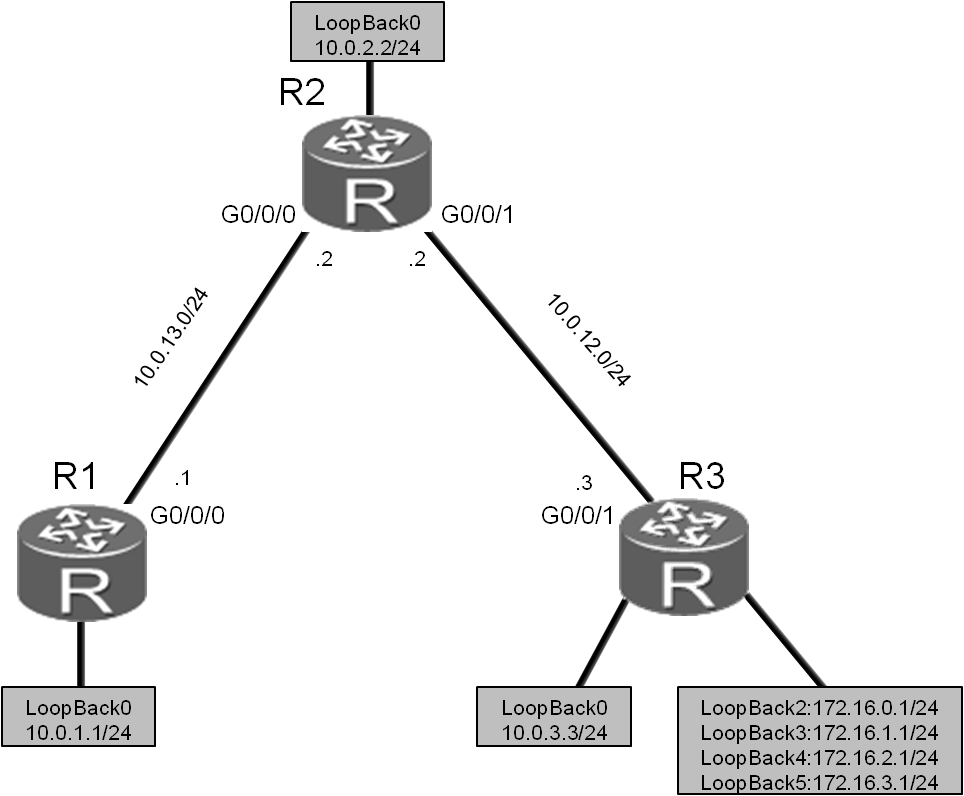 LoopBack0
10.0.2.2/24
R2
R
G0/0/0
G0/0/1
.2
.2
10.0.13.0/24
10.0.12.0/24
R1
.1
G0/0/0
R
R3
.3
G0/0/1
R
LoopBack0
10.0.1.1/24
LoopBack0
10.0.3.3/24
LoopBack2:172.16.0.1/24
LoopBack3:172.16.1.1/24
LoopBack4:172.16.2.1/24
LoopBack5:172.16.3.1/24